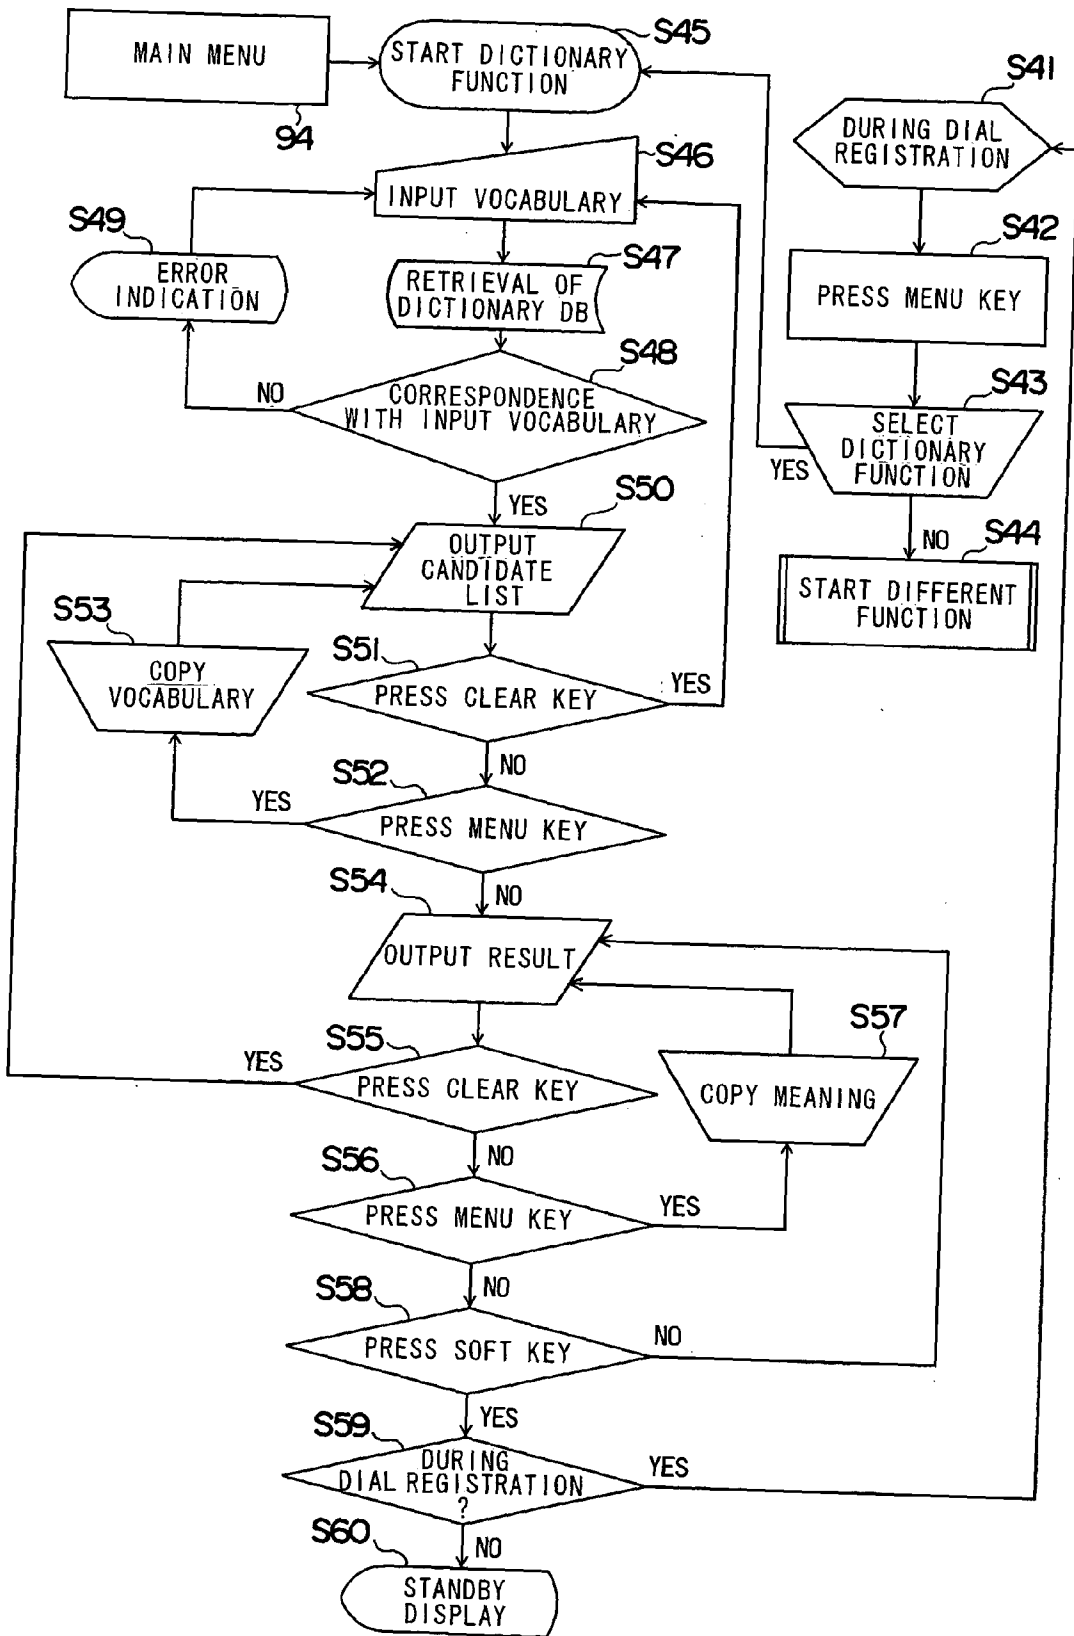 MAIN MENU
94
START DICTIONARY
FUNCTION
S45
INPUT VOCABULARY
S46
S49
ERROR
INDICATION
RETRIEVAL OF
DICTIONARY DB
S47
S48
CORRESPONDENCE
WITH INPUT VOCABULARY
NO
YES
S41
DURING DIAL
REGISTRATION
S42
PRESS MENU KEY
S43
SELECT
DICTIONARY
FUNCTION
YES
NO
S44
START DIFFERENT
FUNCTION
S50
OUTPUT
CANDIDATE
LIST
S53
COPY
VOCABULARY
S51
PRESS CLEAR KEY
YES
NO
S52
PRESS MENU KEY
YES
NO
S54
OUTPUT RESULT
S55
PRESS CLEAR KEY
YES
NO
S57
COPY MEANING
S56
PRESS MENU KEY
YES
NO
S58
PRESS SOFT KEY
NO
YES
S59
DURING
DIAL REGISTRATION
?
YES
NO
S60
STANDBY
DISPLAY